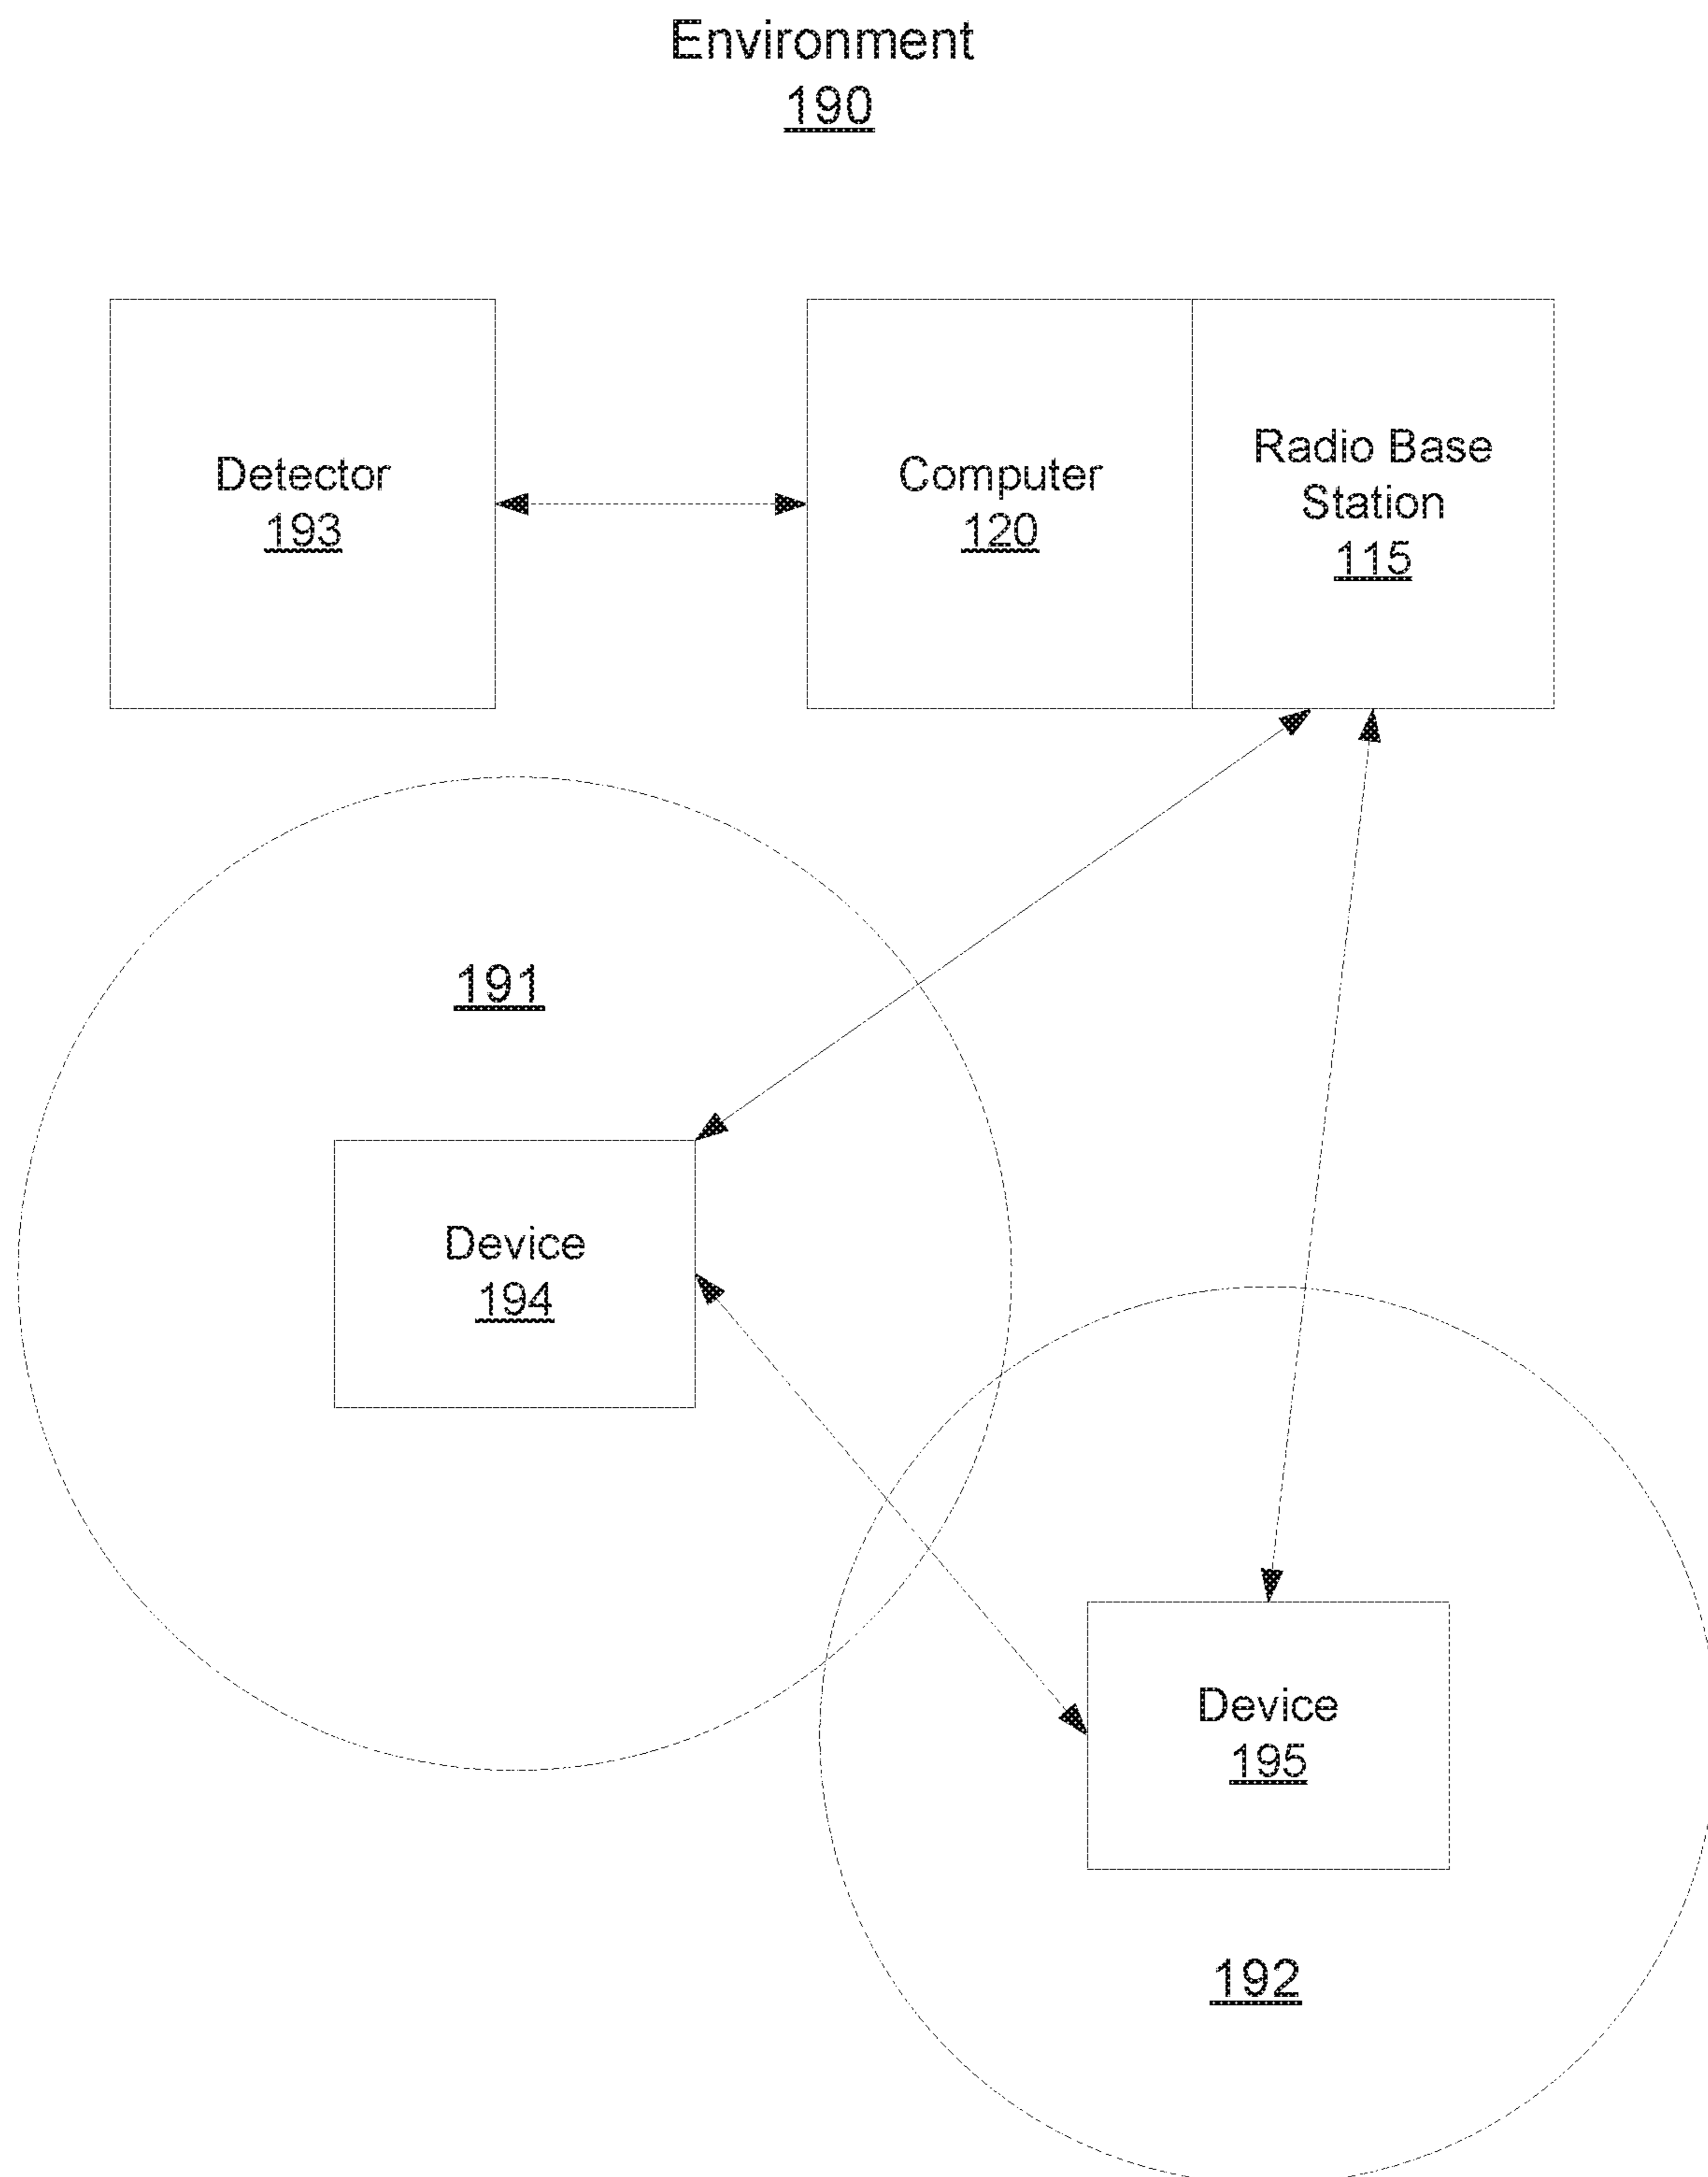 Environment
190
Detector
193
Computer
120
Radio Base
Station
115
191
Device
194
Device
195
192